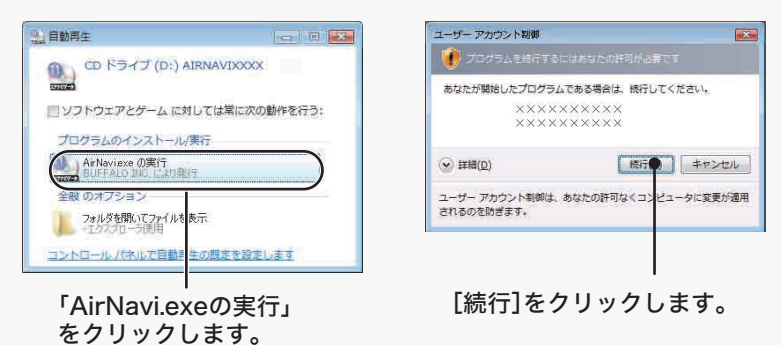 自動再生
CD ドライブ (D:) AIRNAVIXXXX
ソフトウェアとゲーム に対しては常に次の動作を行う:
プログラムのインストール/実行
AirNavi.exe の実行
BUFFALO INC. により発行
全般 のオプション
フォルダを開いてファイルを表示
-エクスプローラ使用
コントロール パネルで自動再生の既定を設定します
「AirNavi.exeの実行」
をクリックします。
ユーザー アカウント制御
プログラムを続行するにはあなたの許可が必要です
あなたが開始したプログラムである場合は、続行してください。
××××××××××
××××××××××
詳細(D)
続行
キャンセル
ユーザー アカウント制御は、あなたの許可なくコンピュータに変更が適用
されるのを防ぎます。
[続行]をクリックします。